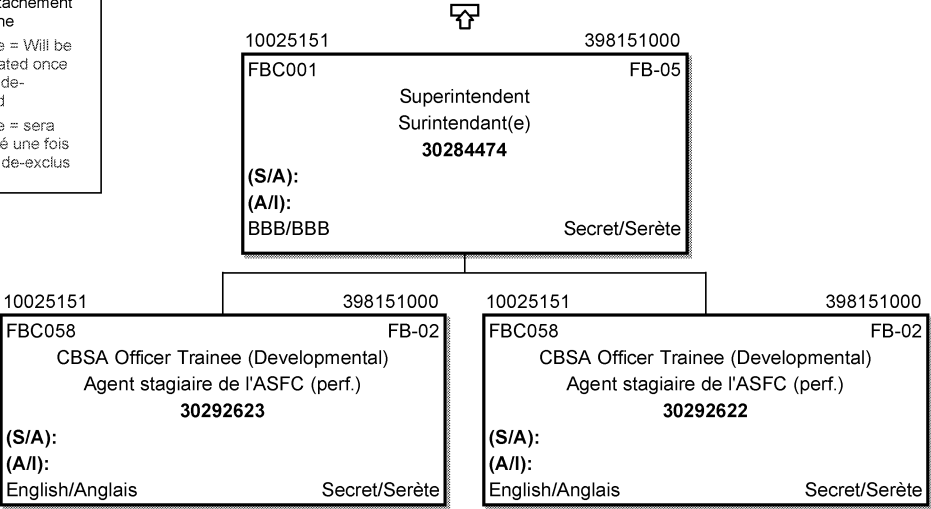 ne
e = Will be
ated once
de-
d
e = sera
é une fois
de-exclus
10025151 398151000
FBC001 FB-05
Superintendent
Surintendant(e)
30284474
(S/A):
(A/I):
BBB/BBB Secret/Serète
10025151 398151000
FBC058 FB-02
CBSA Officer Trainee (Developmental)
Agent stagiaire de l'ASFC (perf.)
30292623
(S/A):
(A/I):
English/Anglais Secret/Serète
10025151 398151000
FBC058 FB-02
CBSA Officer Trainee (Developmental)
Agent stagiaire de l'ASFC (perf.)
30292622
(S/A):
(A/I):
English/Anglais Secret/Serète